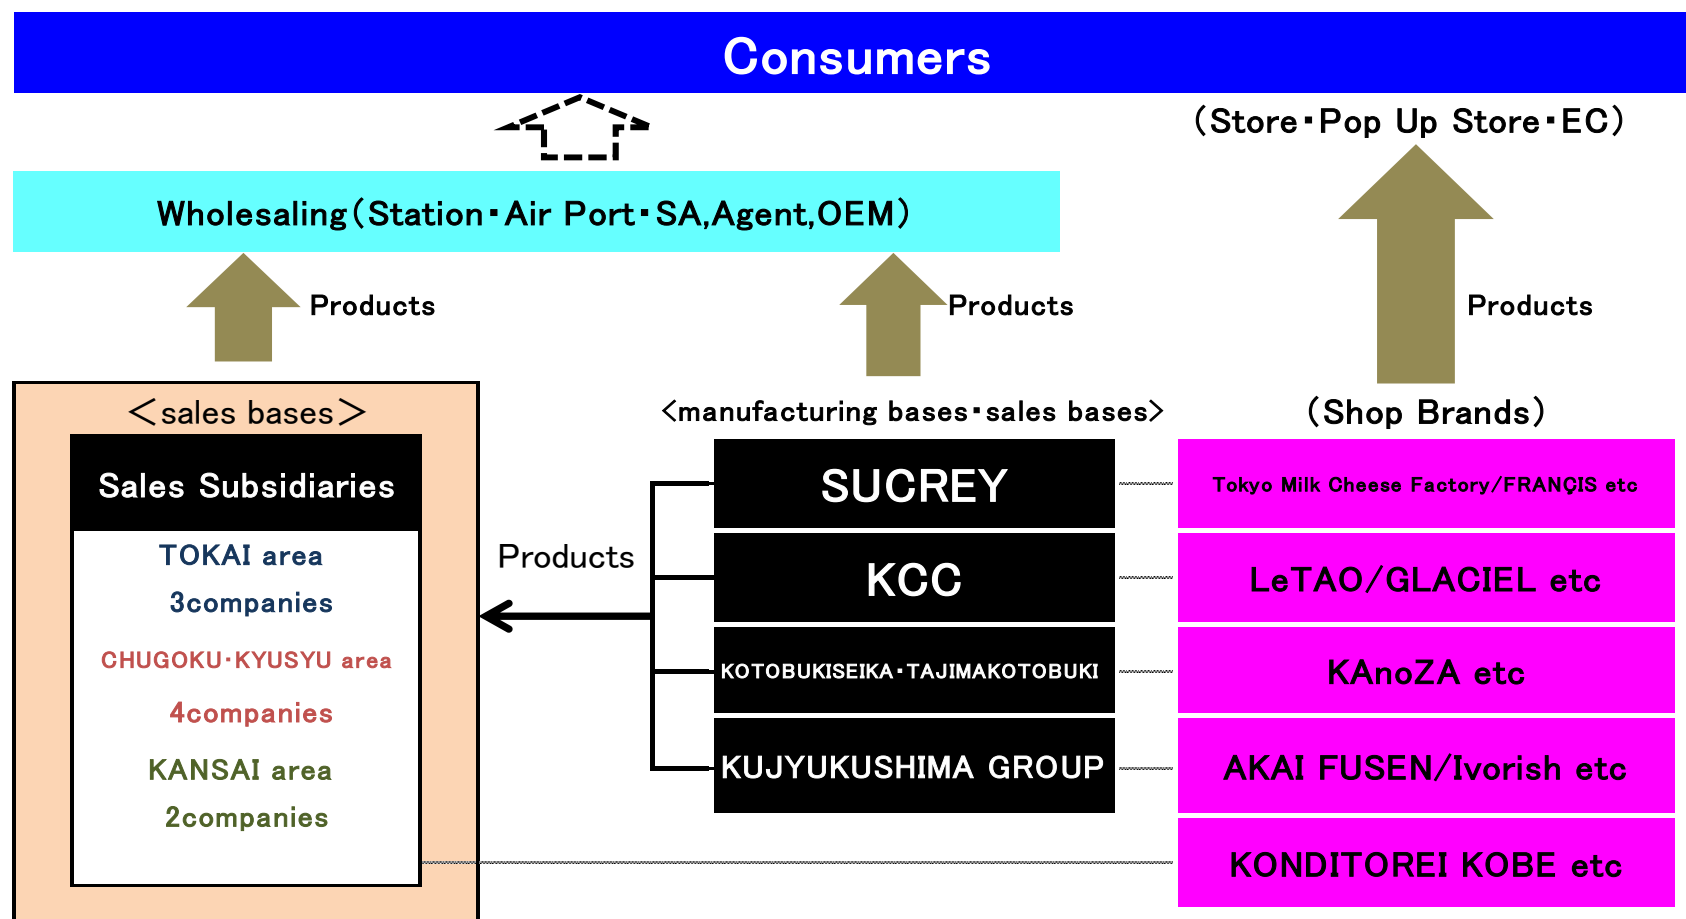 Consumers
（Store・Pop Up Store・EC）
Wholesaling（Station・Air Port・SA,Agent,OEM）
Products
Products
Products
＜sales bases＞
<manufacturing bases・sales bases>
（Shop Brands）
Sales Subsidiaries
TOKAI area
3companies
CHUGOKU・KYUSYU area
4companies
KANSAI area
2companies
Products
SUCREY
KCC
KOTOBUKISEIKA・TAJIMAKOTOBUKI
KUJYUKUSHIMA GROUP
Tokyo Milk Cheese Factory/FRANÇIS etc
LeTAO/GLACIEL etc
KAnoZA etc
AKAI FUSEN/Ivorish etc
KONDITOREI KOBE etc